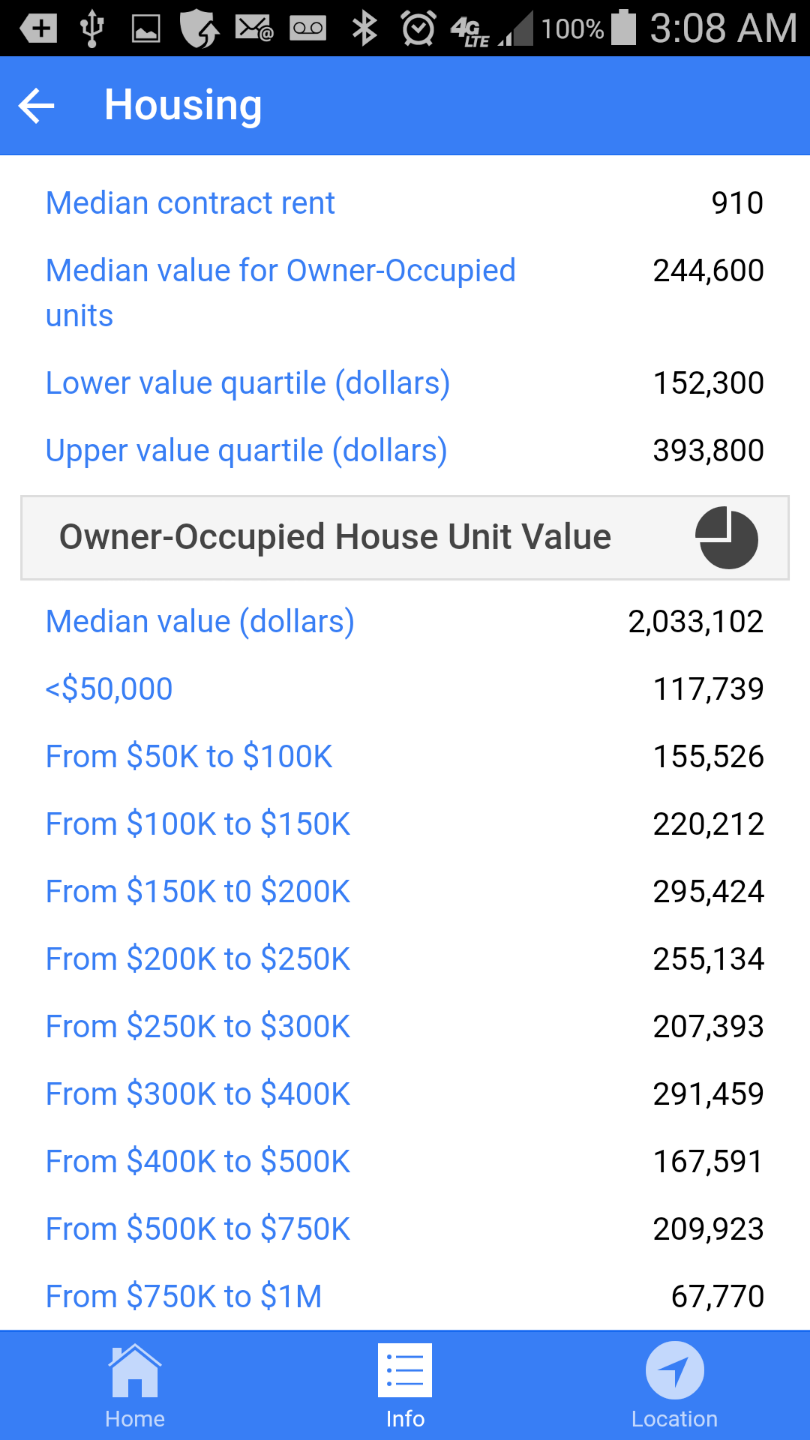 4G LTE 100% 3:08 AM
Housing
Median contract rent 910
Median value for Owner-Occupied 244,600
units
Lower value quartile (dollars) 152,300
Upper value quartile (dollars) 393,800
Owner-Occupied House Unit Value
Median value (dollars) 2,033,102
<$50,000 117,739
From $50K to $100K 155,526
From $100K to $150K 220,212
From $150K t0 $200K 295,424
From $200K to $250K 255,134
From $250K to $300K 207,393
From $300K to $400K 291,459
From $400K to $500K 167,591
From $500K to $750K 209,923
From $750K to $1M 67,770
Home Info Location